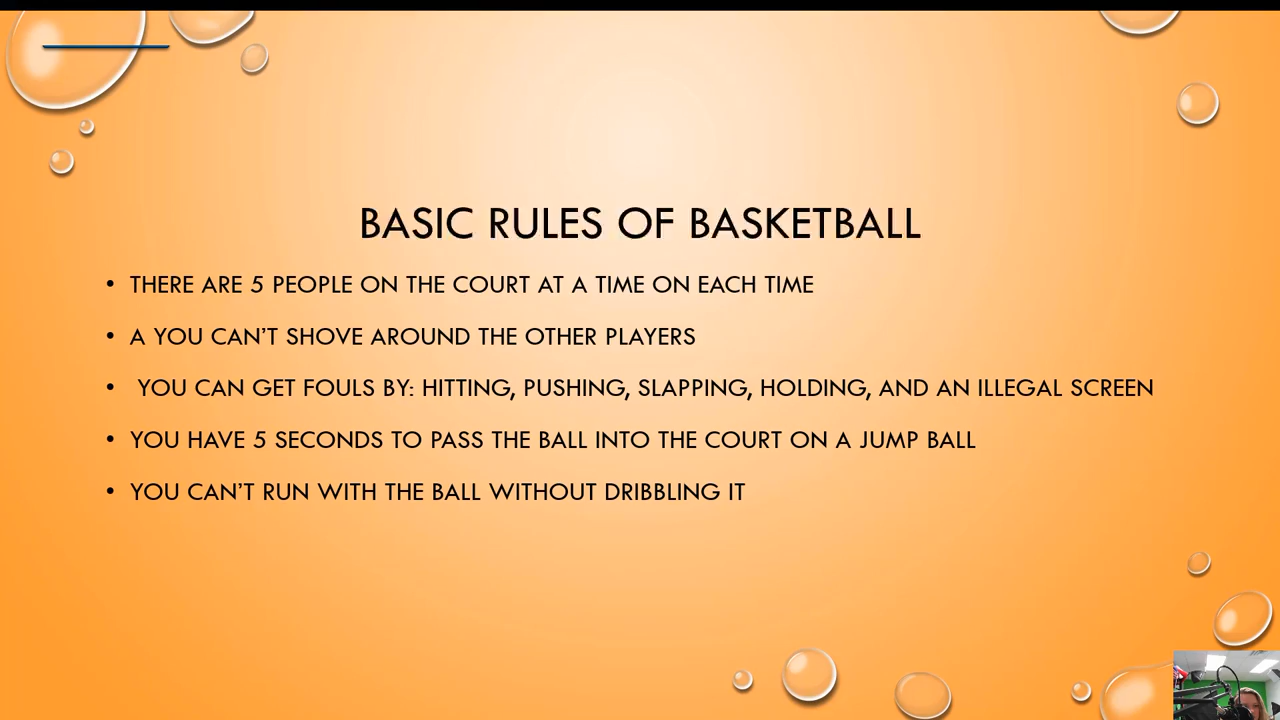 BASIC RULES OF BASKETBALL
• THERE ARE 5 PEOPLE ON THE COURT AT A TIME ON EACH TIME
• A YOU CAN'T SHOVE AROUND THE OTHER PLAYERS
• YOU CAN GET FOULS BY: HITTING, PUSHING, SLAPPING, HOLDING, AND AN ILLEGAL SCREEN
• YOU HAVE 5 SECONDS TO PASS THE BALL INTO THE COURT ON A JUMP BALL
• YOU CAN'T RUN WITH THE BALL WITHOUT DRIBBLING IT